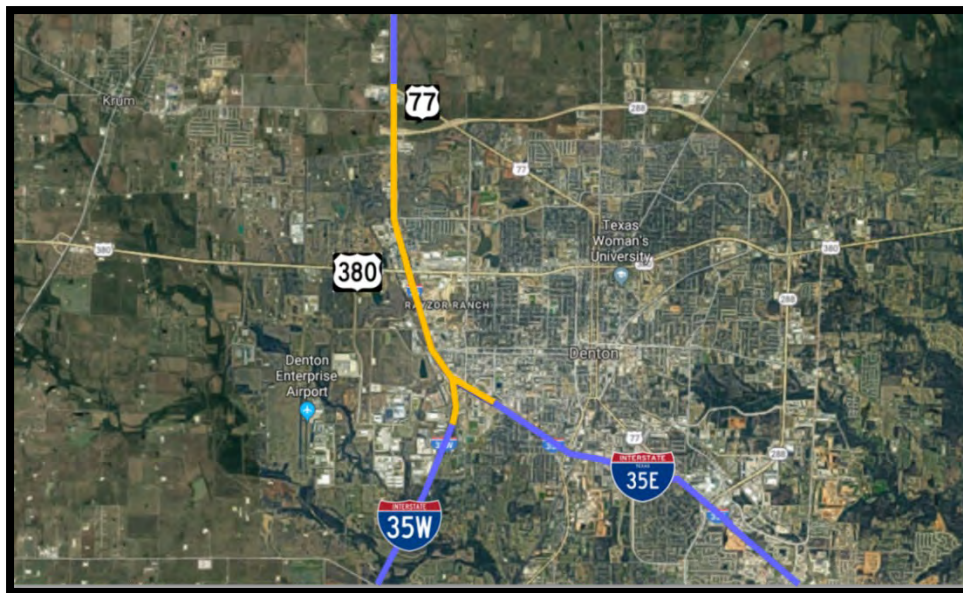 Krum
77
288
77
Texas
Woman's
University
380
380
380
380
RAYZOR RANCH
288
Denton
Enterprise
Airport
Denton
77
INTERSTATE
35W
INTERSTATE
TEXAS
35E
288